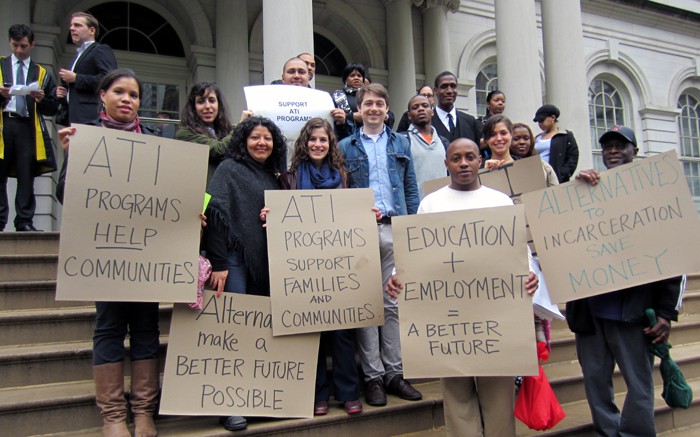 SUPPORT
ATI
PROGRAMS
ATI
PROGRAMS
HELP
COMMUNITIES
ATI
PROGRAMS
SUPPORT
FAMILIES
AND
COMMUNITIES
Alterna
make a
BETTER FUTURE
POSSIBLE
EDUCATION
+
EMPLOYMENT
=
A BETTER
FUTURE
ALTERNATIVES
TO
INCARCERATION
SAVE
MONEY